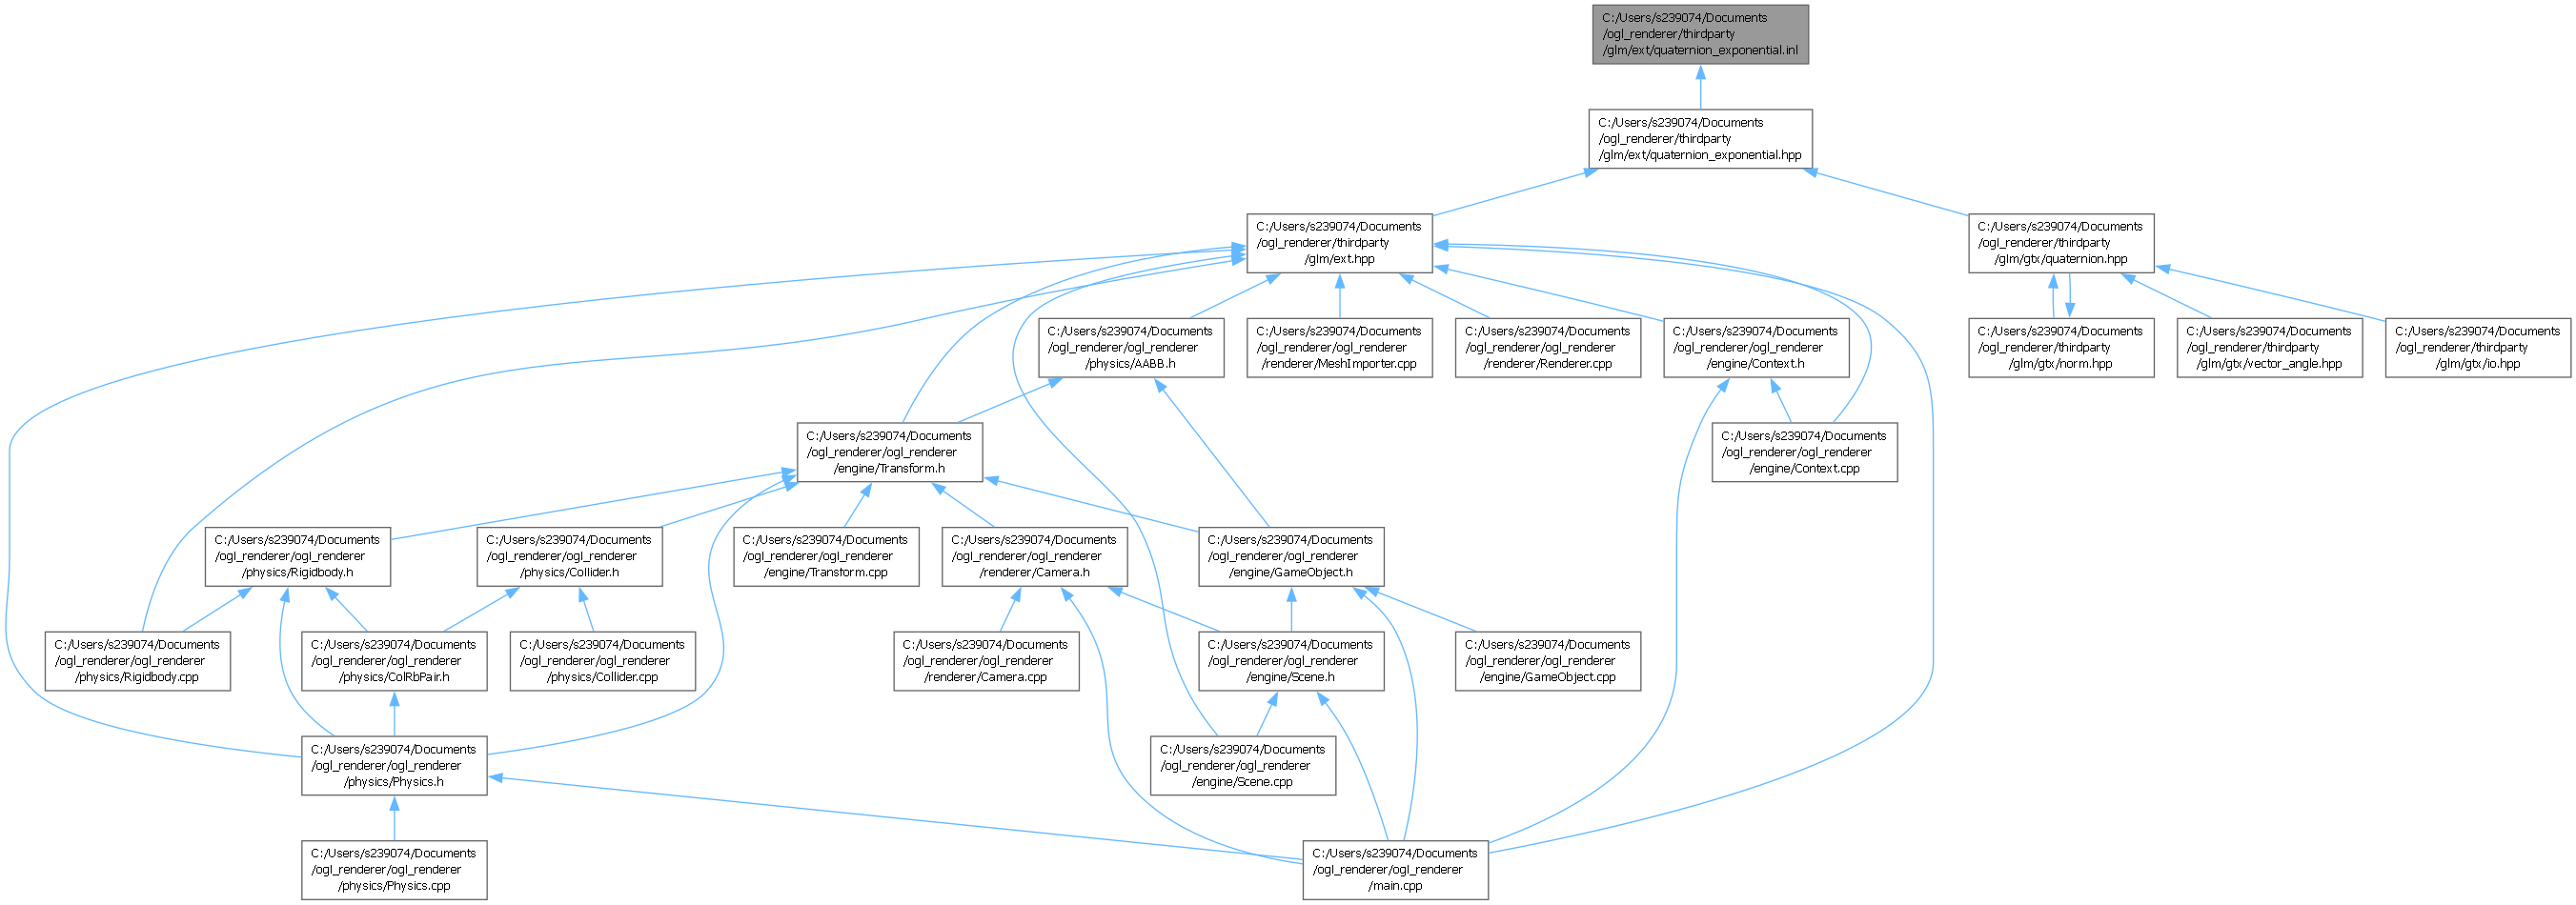 C:/Users/s239074/Documents
/ogl_renderer/thirdparty
/glm/ext/quaternion_exponential.inl
C:/Users/s239074/Documents
/ogl_renderer/thirdparty
/glm/ext/quaternion_exponential.hpp
C:/Users/s239074/Documents
/ogl_renderer/thirdparty
/glm/ext.hpp
C:/Users/s239074/Documents
/ogl_renderer/thirdparty
/glm/gtx/quaternion.hpp
C:/Users/s239074/Documents
/ogl_renderer/ogl_renderer
/physics/AABB.h
C:/Users/s239074/Documents
/ogl_renderer/ogl_renderer
/renderer/MeshImporter.cpp
C:/Users/s239074/Documents
/ogl_renderer/ogl_renderer
/renderer/Renderer.cpp
C:/Users/s239074/Documents
/ogl_renderer/ogl_renderer
/engine/Context.h
C:/Users/s239074/Documents
/ogl_renderer/thirdparty
/glm/gtx/norm.hpp
C:/Users/s239074/Documents
/ogl_renderer/thirdparty
/glm/gtx/vector_angle.hpp
C:/Users/s239074/Documents
/ogl_renderer/thirdparty
/glm/gtx/io.hpp
C:/Users/s239074/Documents
/ogl_renderer/ogl_renderer
/engine/Transform.h
C:/Users/s239074/Documents
/ogl_renderer/ogl_renderer
/engine/Context.cpp
C:/Users/s239074/Documents
/ogl_renderer/ogl_renderer
/physics/Rigidbody.h
C:/Users/s239074/Documents
/ogl_renderer/ogl_renderer
/physics/Collider.h
C:/Users/s239074/Documents
/ogl_renderer/ogl_renderer
/engine/Transform.cpp
C:/Users/s239074/Documents
/ogl_renderer/ogl_renderer
/renderer/Camera.h
C:/Users/s239074/Documents
/ogl_renderer/ogl_renderer
/engine/GameObject.h
C:/Users/s239074/Documents
/ogl_renderer/ogl_renderer
/physics/Rigidbody.cpp
C:/Users/s239074/Documents
/ogl_renderer/ogl_renderer
/physics/ColRbPair.h
C:/Users/s239074/Documents
/ogl_renderer/ogl_renderer
/physics/Collider.cpp
C:/Users/s239074/Documents
/ogl_renderer/ogl_renderer
/renderer/Camera.cpp
C:/Users/s239074/Documents
/ogl_renderer/ogl_renderer
/engine/Scene.h
C:/Users/s239074/Documents
/ogl_renderer/ogl_renderer
/engine/GameObject.cpp
C:/Users/s239074/Documents
/ogl_renderer/ogl_renderer
/physics/Physics.h
C:/Users/s239074/Documents
/ogl_renderer/ogl_renderer
/engine/Scene.cpp
C:/Users/s239074/Documents
/ogl_renderer/ogl_renderer
/physics/Physics.cpp
C:/Users/s239074/Documents
/ogl_renderer/ogl_renderer
/main.cpp